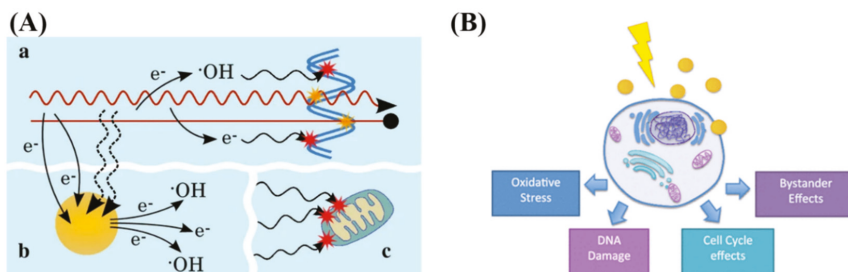 (A)
a
e-
·OH
e-
e-
e-
b
e-
e-
e-
·OH
·OH
c
(B)
Oxidative
Stress
DNA
Damage
Cell Cycle
effects
Bystander
Effects